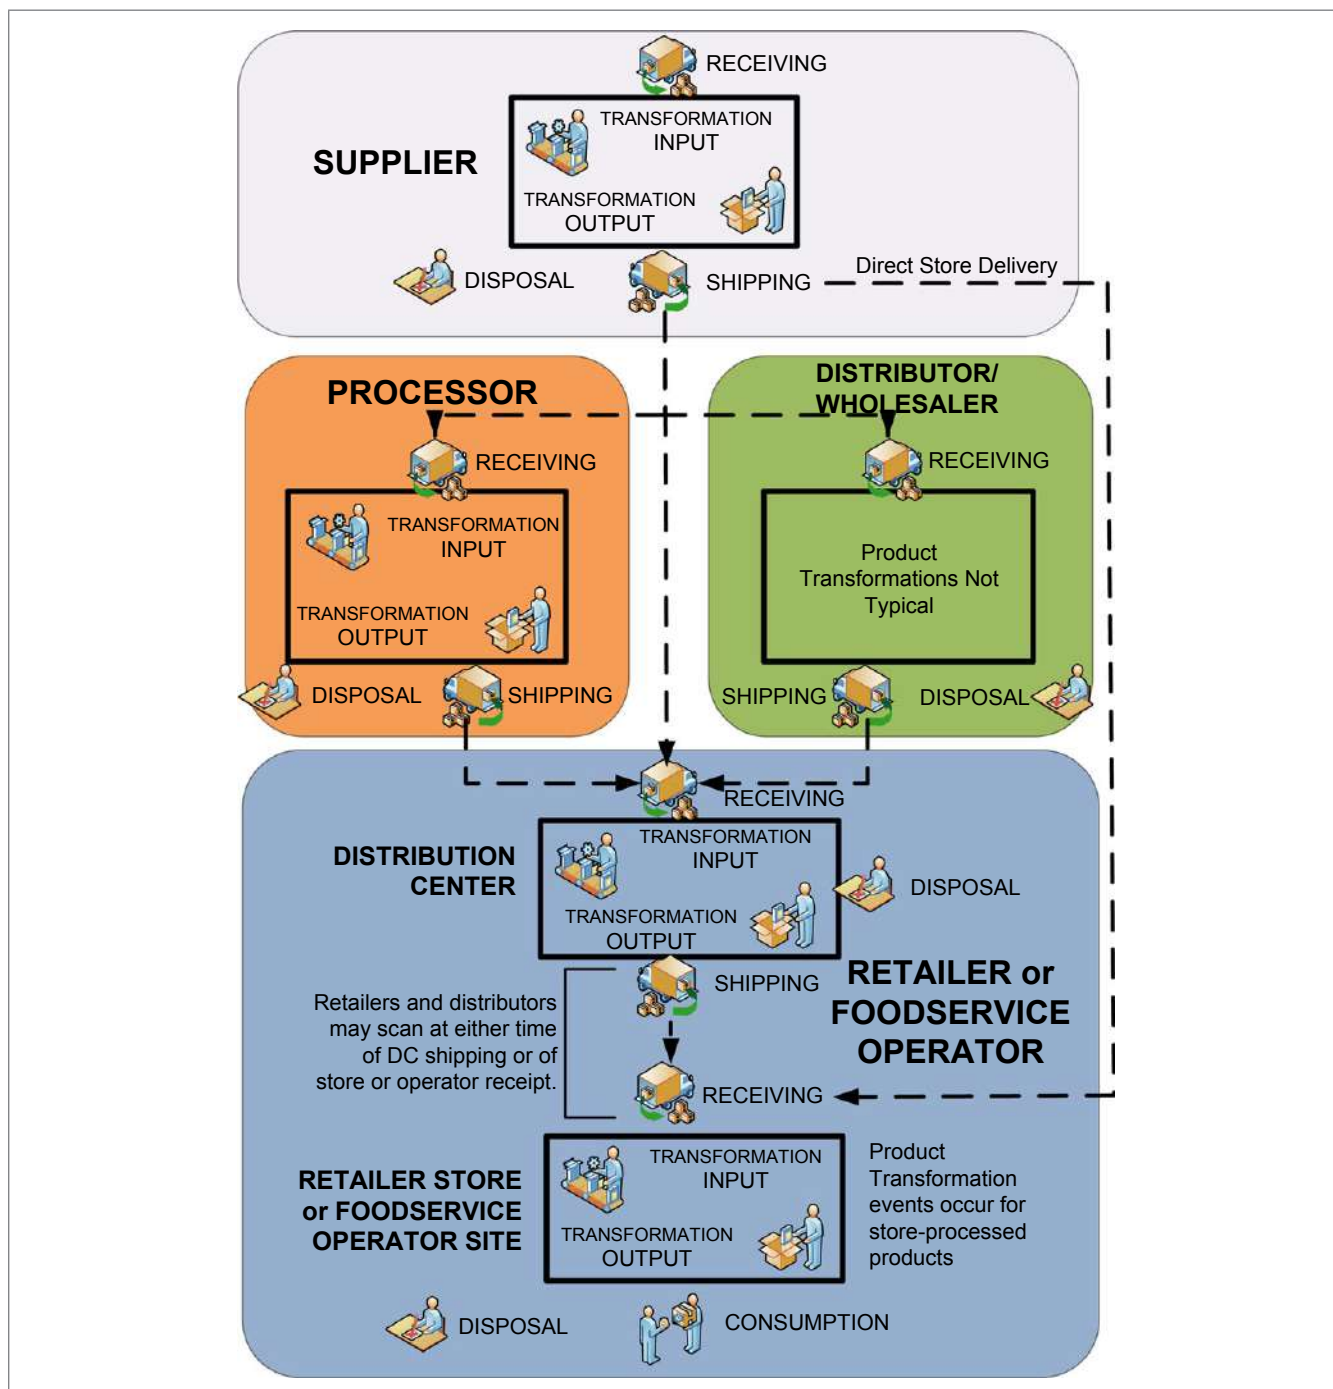 RECEIVING
TRANSFORMATION
INPUT
SUPPLIER
TRANSFORMATION
OUTPUT
DISPOSAL
SHIPPING
Direct Store Delivery
PROCESSOR
RECEIVING
TRANSFORMATION
INPUT
TRANSFORMATION
OUTPUT
DISPOSAL
SHIPPING
DISTRIBUTOR/
WHOLESALER
RECEIVING
Product
Transformations Not
Typical
SHIPPING
DISPOSAL
RECEIVING
DISTRIBUTION
CENTER
TRANSFORMATION
INPUT
TRANSFORMATION
OUTPUT
DISPOSAL
SHIPPING
RETAILER or
FOODSERVICE
OPERATOR
Retailers and distributors
may scan at either time
of DC shipping or of
store or operator receipt.
RECEIVING
RETAILER STORE
or FOODSERVICE
OPERATOR SITE
TRANSFORMATION
INPUT
TRANSFORMATION
OUTPUT
Product
Transformation
events occur for
store-processed
products
DISPOSAL
CONSUMPTION